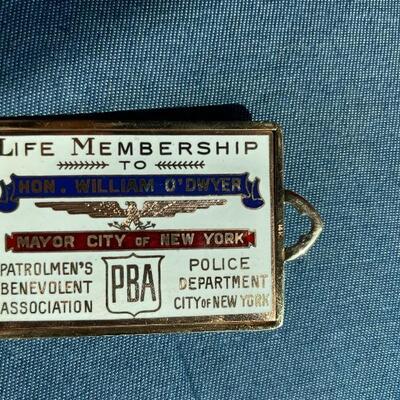 LIFE MEMBERSHIP
TO
HON. WILLIAM O'DWYER
MAYOR CITY OF NEW YORK
PATROLMEN'S
BENEVOLENT
ASSOCIATION
PBA
POLICE
DEPARTMENT
CITY OF NEW YORK